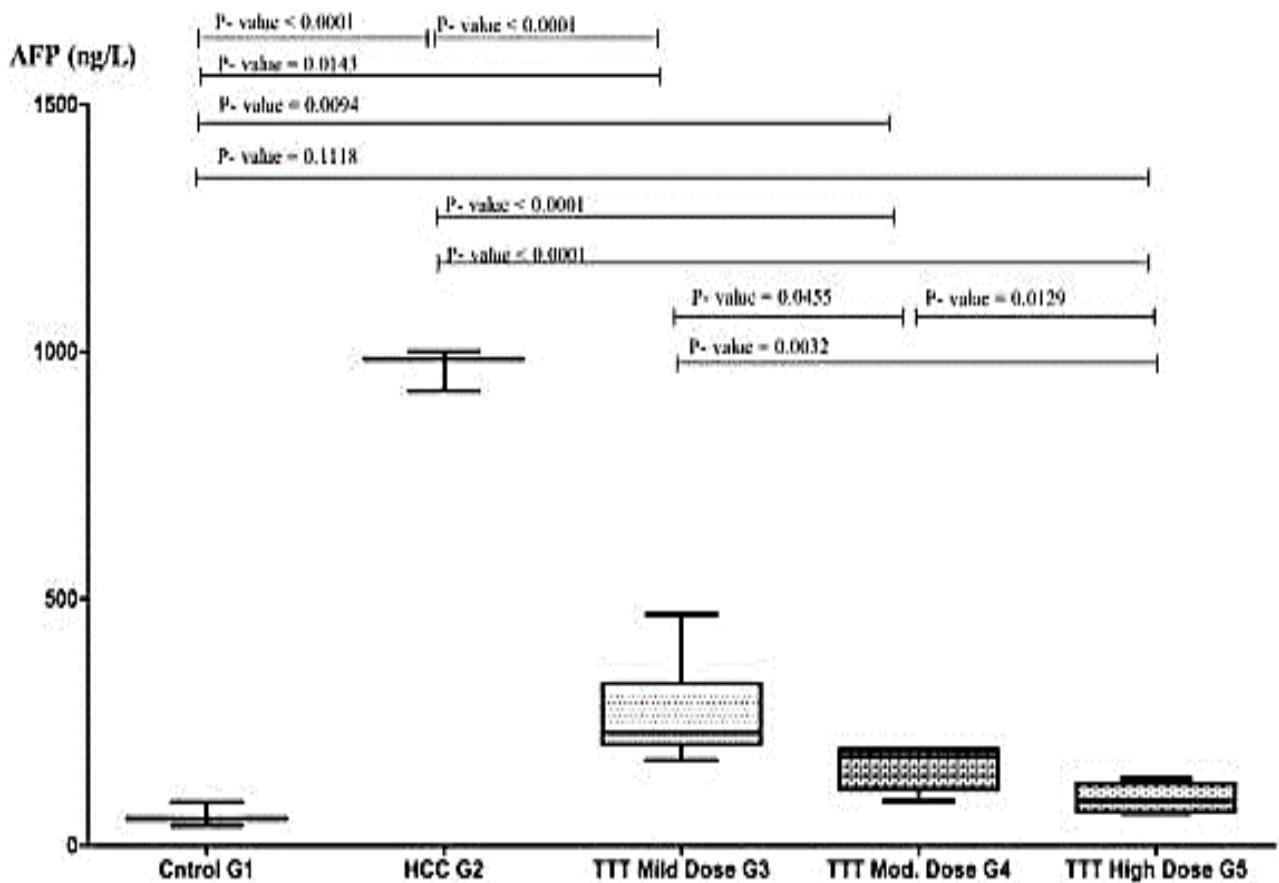 P- value < 0.0001 P- value < 0.0001
AFP (ng/L)
P- value = 0.0143
1500
P- value = 0.0094
P- value = 0.1118
P- value < 0.0001
P- value < 0.0001
P- value = 0.0455 P- value = 0.0129
P- value = 0.0032
1000
500
0
Cntrol G1 HCC G2 TTT Mild Dose G3 TTT Mod. Dose G4 TTT High Dose G5